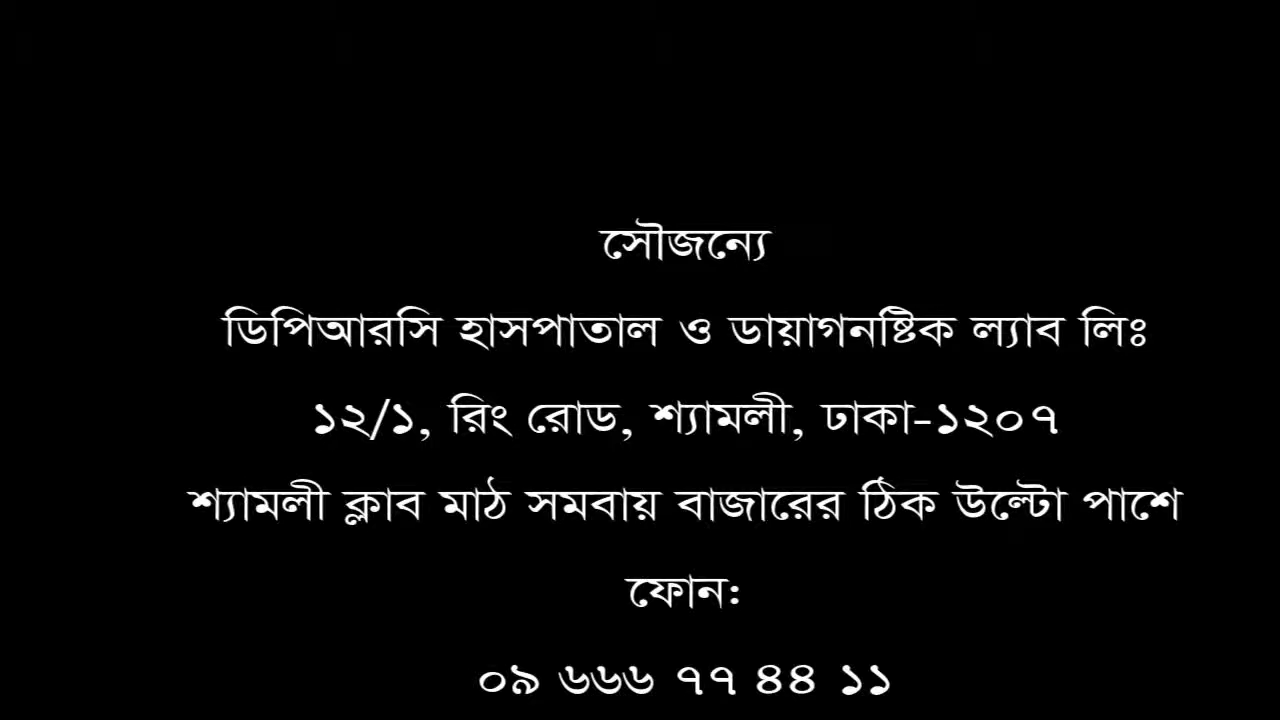 সৌজন্যে
ডিপিআরসি হাসপাতাল ও ডায়াগনষ্টিক ল্যাব লিঃ
১২/১, রিং রোড, শ্যামলী, ঢাকা-১২০৭
শ্যামলী ক্লাব মাঠ সমবায় বাজারের ঠিক উল্টো পাশে
ফোন:
০৯ ৬৬৬ ৭৭ ৪৪ ১১